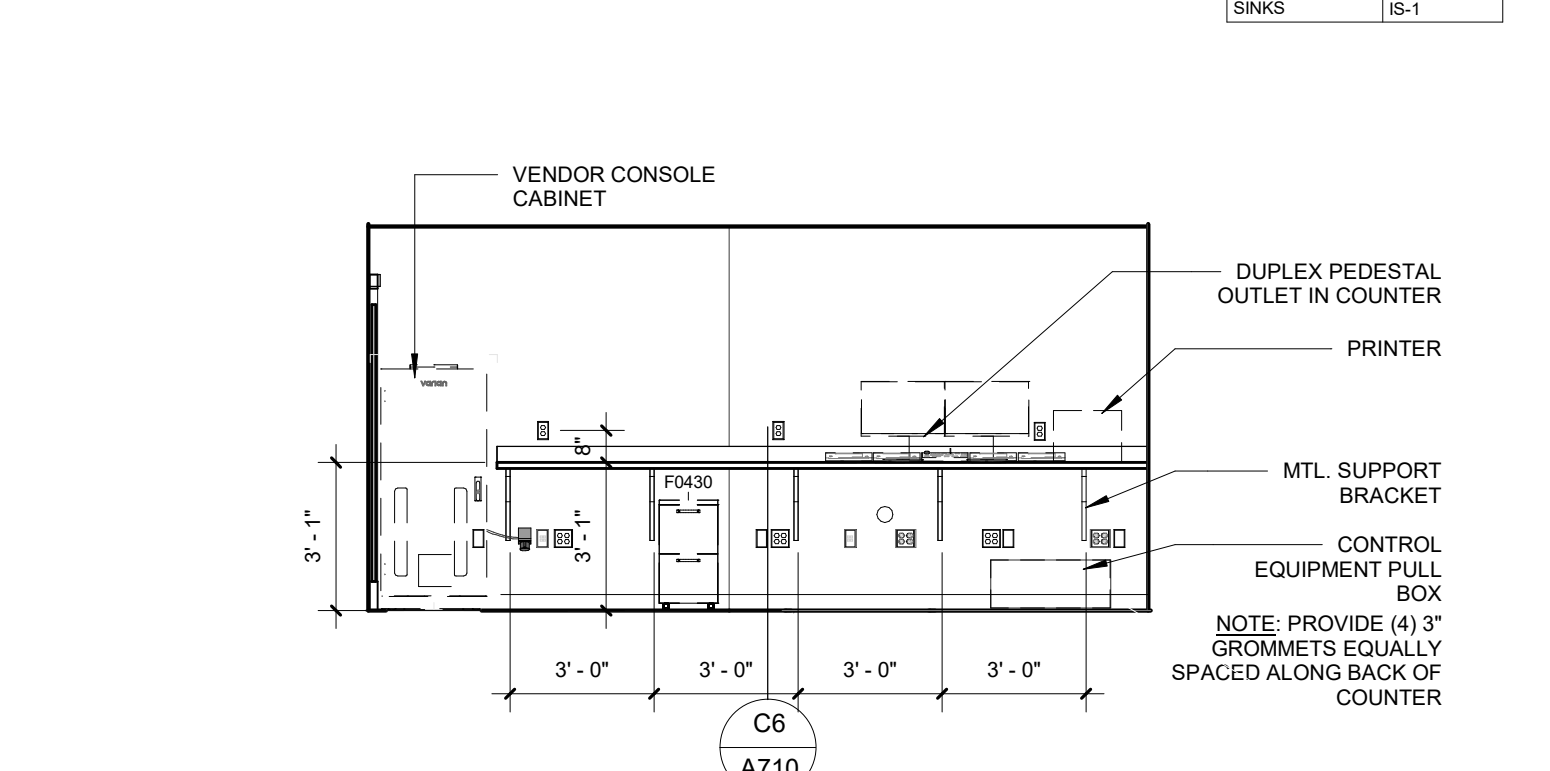 SINKS IS-1
VENDOR CONSOLE
CABINET
DUPLEX PEDESTAL
OUTLET IN COUNTER
PRINTER
varian
8"
MTL. SUPPORT
BRACKET
F0430
3' - 1"
3' - 1"
CONTROL
EQUIPMENT PULL
BOX
NOTE: PROVIDE (4) 3"
GROMMETS EQUALLY
SPACED ALONG BACK OF
COUNTER
3' - 0" 3' - 0" 3' - 0" 3' - 0"
C6
A710